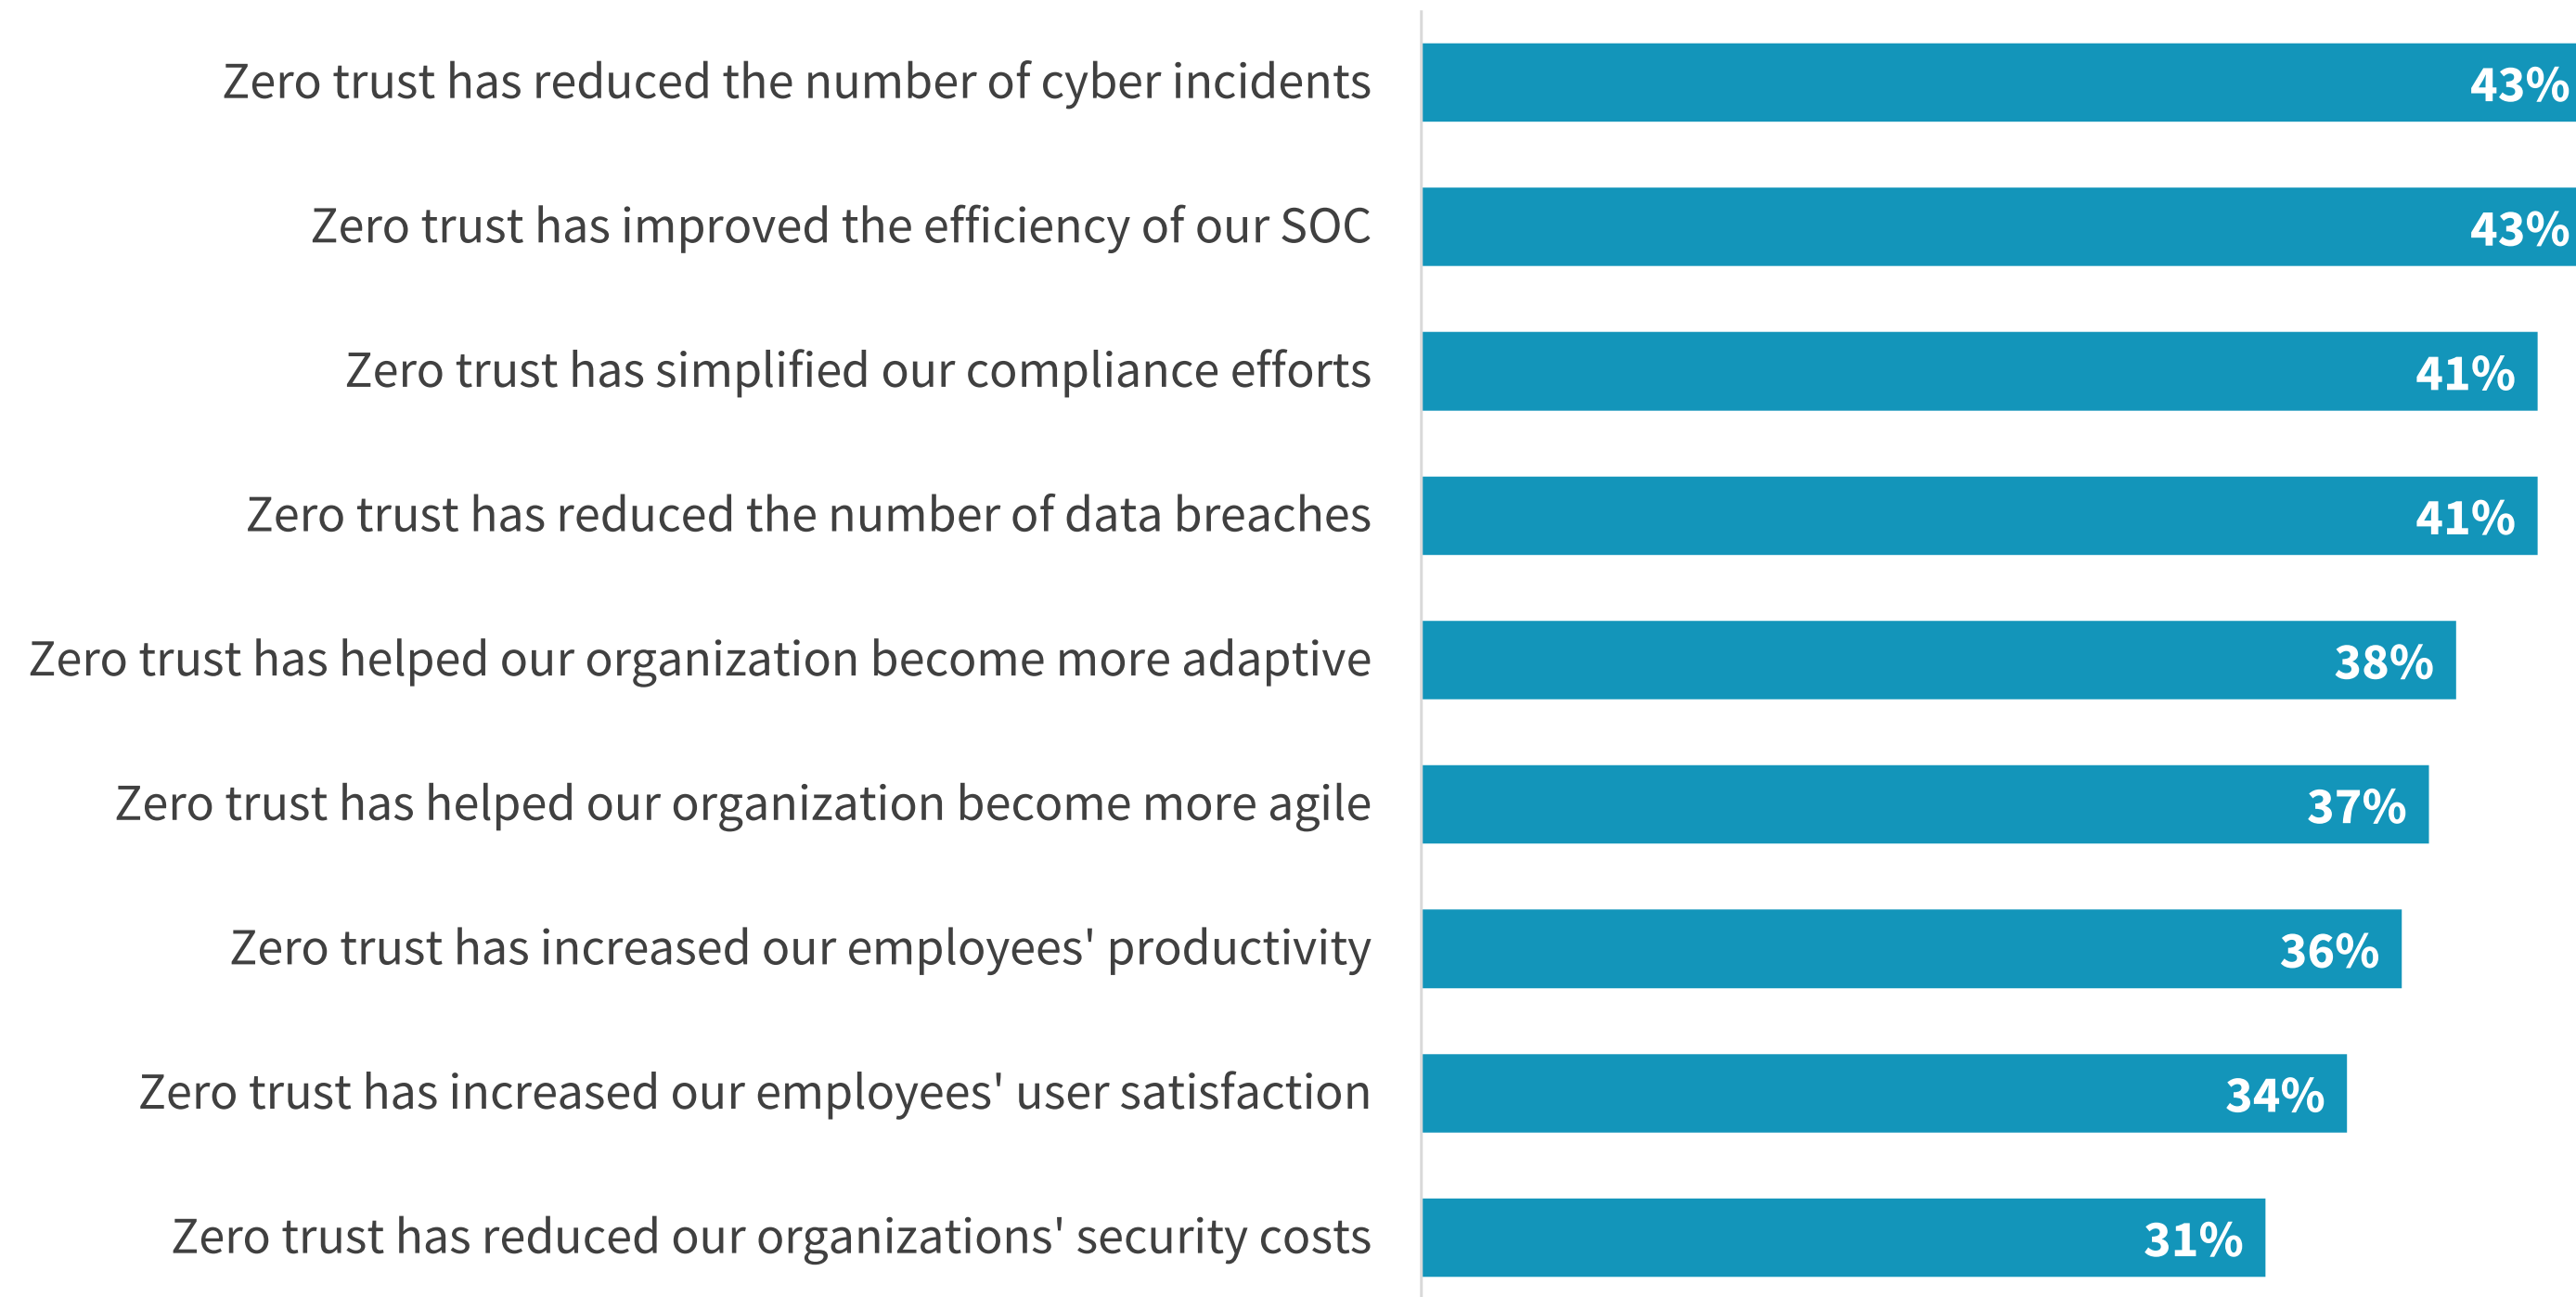 Zero trust has reduced the number of cyber incidents 43%
Zero trust has improved the efficiency of our SOC 43%
Zero trust has simplified our compliance efforts 41%
Zero trust has reduced the number of data breaches 41%
Zero trust has helped our organization become more adaptive 38%
Zero trust has helped our organization become more agile 37%
Zero trust has increased our employees' productivity 36%
Zero trust has increased our employees' user satisfaction 34%
Zero trust has reduced our organizations' security costs 31%